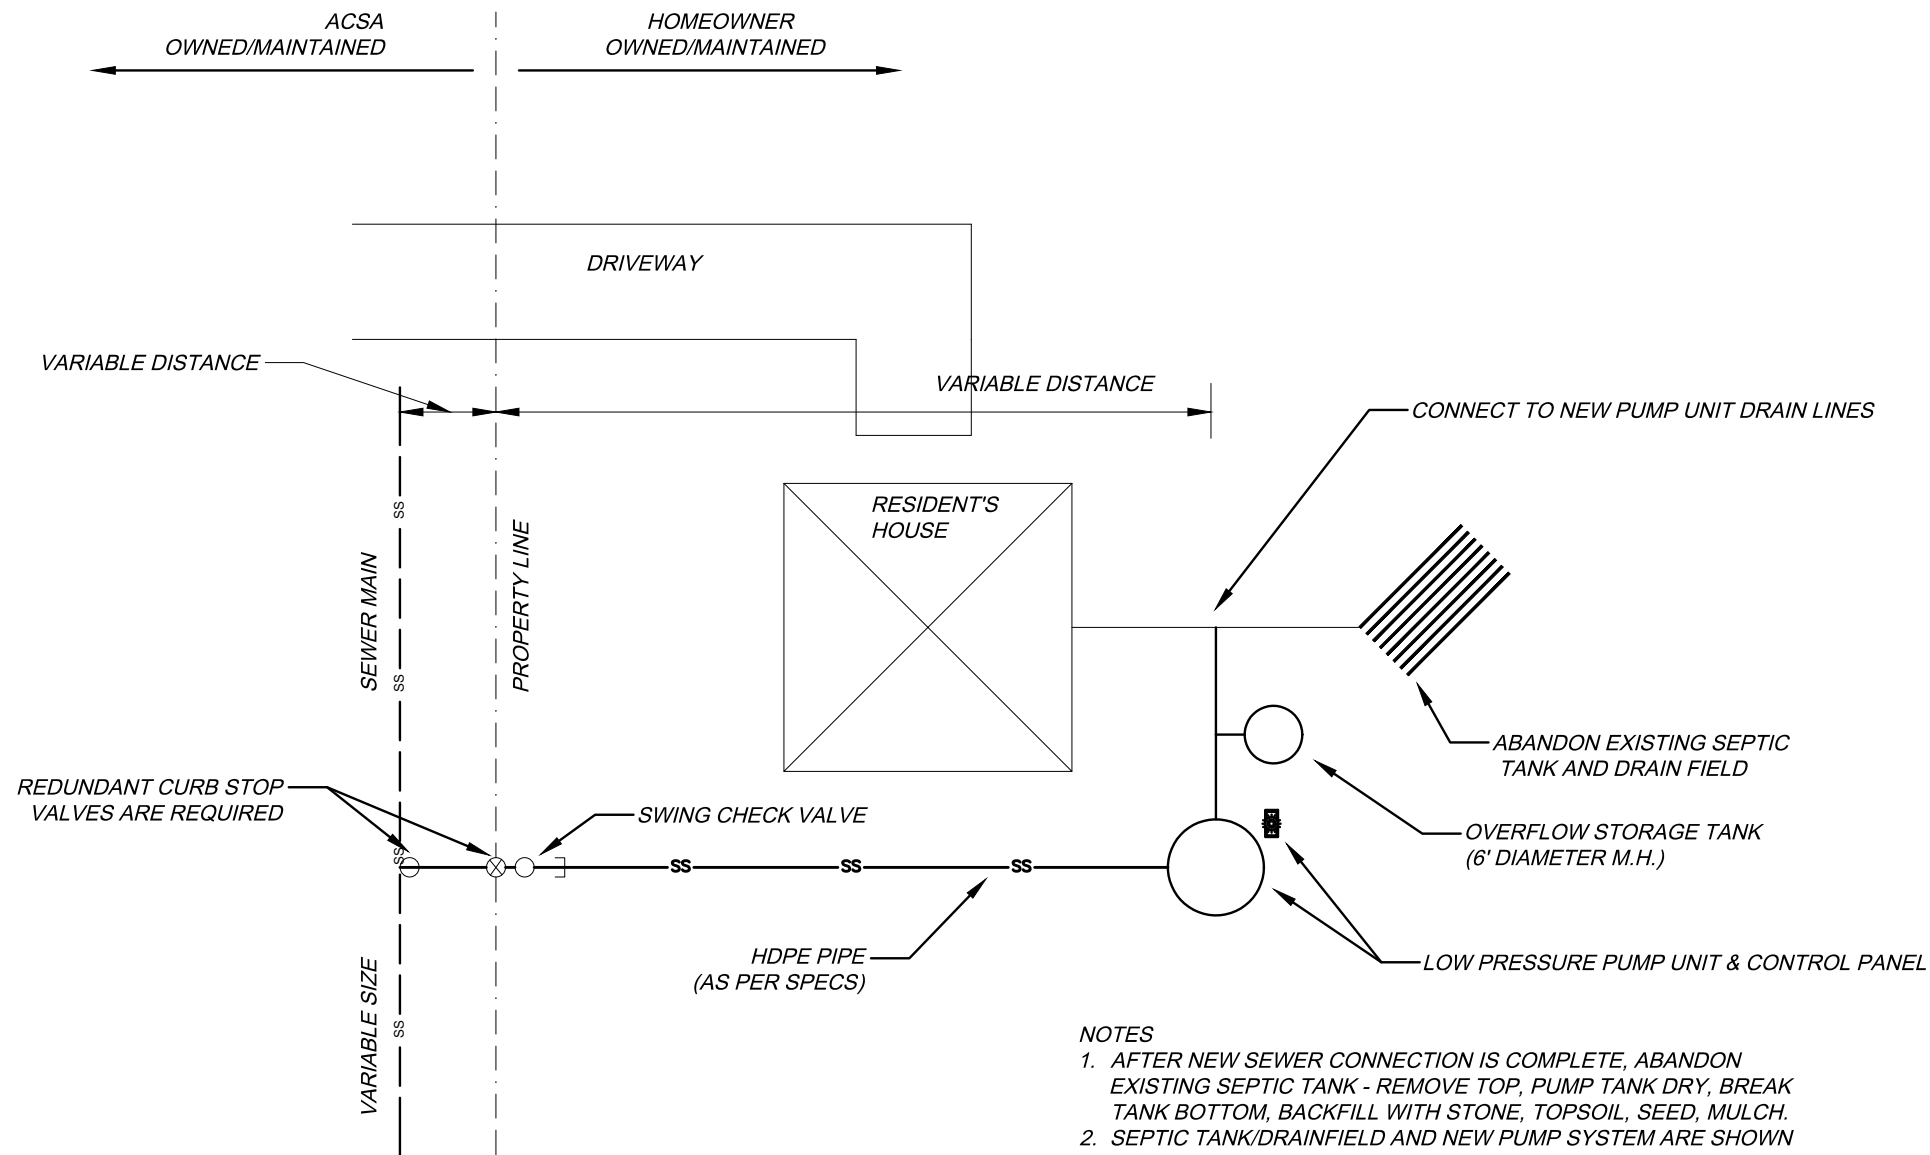 ACSA
OWNED/MAINTAINED
HOMEOWNER
OWNED/MAINTAINED
DRIVEWAY
VARIABLE DISTANCE
VARIABLE DISTANCE
CONNECT TO NEW PUMP UNIT DRAIN LINES
RESIDENT'S
HOUSE
SS
SEWER MAIN
PROPERTY LINE
SS
ABANDON EXISTING SEPTIC
TANK AND DRAIN FIELD
REDUNDANT CURB STOP
VALVES ARE REQUIRED
SWING CHECK VALVE
OVERFLOW STORAGE TANK
(6' DIAMETER M.H.)
SS
SS
SS
SS
HDPE PIPE
(AS PER SPECS)
LOW PRESSURE PUMP UNIT & CONTROL PANEL
VARIABLE SIZE
SS
NOTES
1. AFTER NEW SEWER CONNECTION IS COMPLETE, ABANDON
EXISTING SEPTIC TANK - REMOVE TOP, PUMP TANK DRY, BREAK
TANK BOTTOM, BACKFILL WITH STONE, TOPSOIL, SEED, MULCH.
2. SEPTIC TANK/DRAINFIELD AND NEW PUMP SYSTEM ARE SHOWN